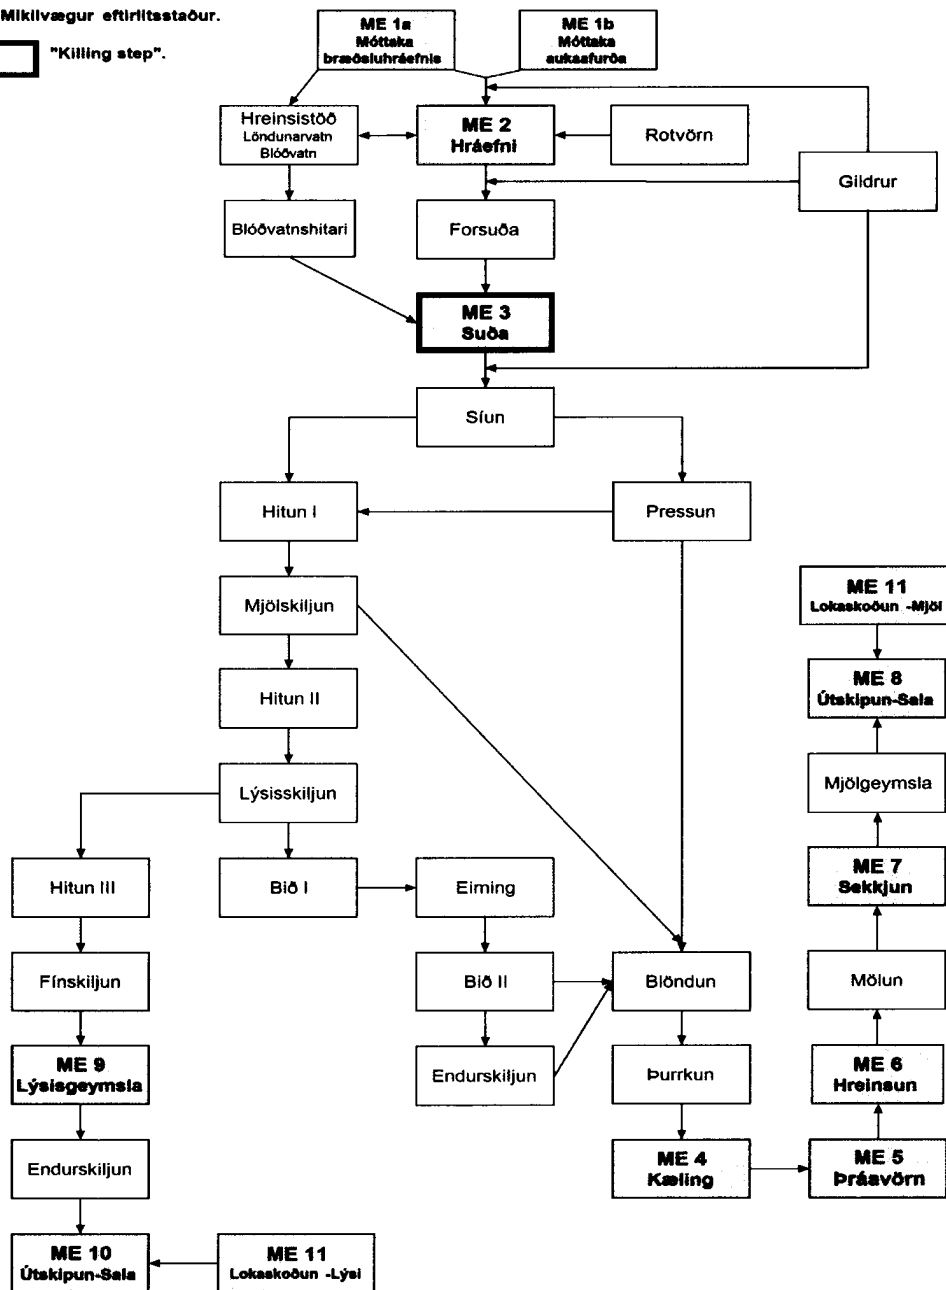 Mikilvægur eftirlitsstaður.
"Killing step".
ME 1a
Móttaka
bræðsluhráefnis
ME 1b
Móttaka
aukaafurða
Hreinsistöð
Löndunarvatn
Blóðvatn
ME 2
Hráefni
Rotvörn
Gildrur
Blóðvatnshitari
Forsuða
ME 3
Suða
Síun
Hitun I
Pressun
Mjölskiljun
ME 11
Lokaskoðun -Mjöl
Hitun II
ME 8
Útskipun-Sala
Lýsisskiljun
Mjölgeymsla
Hitun III
Bið I
Eiming
ME 7
Sekkjun
Fínskiljun
Bið II
Blöndun
Mölun
ME 9
Lýsisgeymsla
Endurskiljun
Þurrkun
ME 6
Hreinsun
Endurskiljun
ME 4
Kæling
ME 5
Þráavörn
ME 10
Útskipun-Sala
ME 11
Lokaskoðun -Lýsi